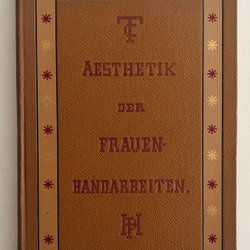 AESTHETIK
DER
FRAUEN-
HANDARBEITEN.